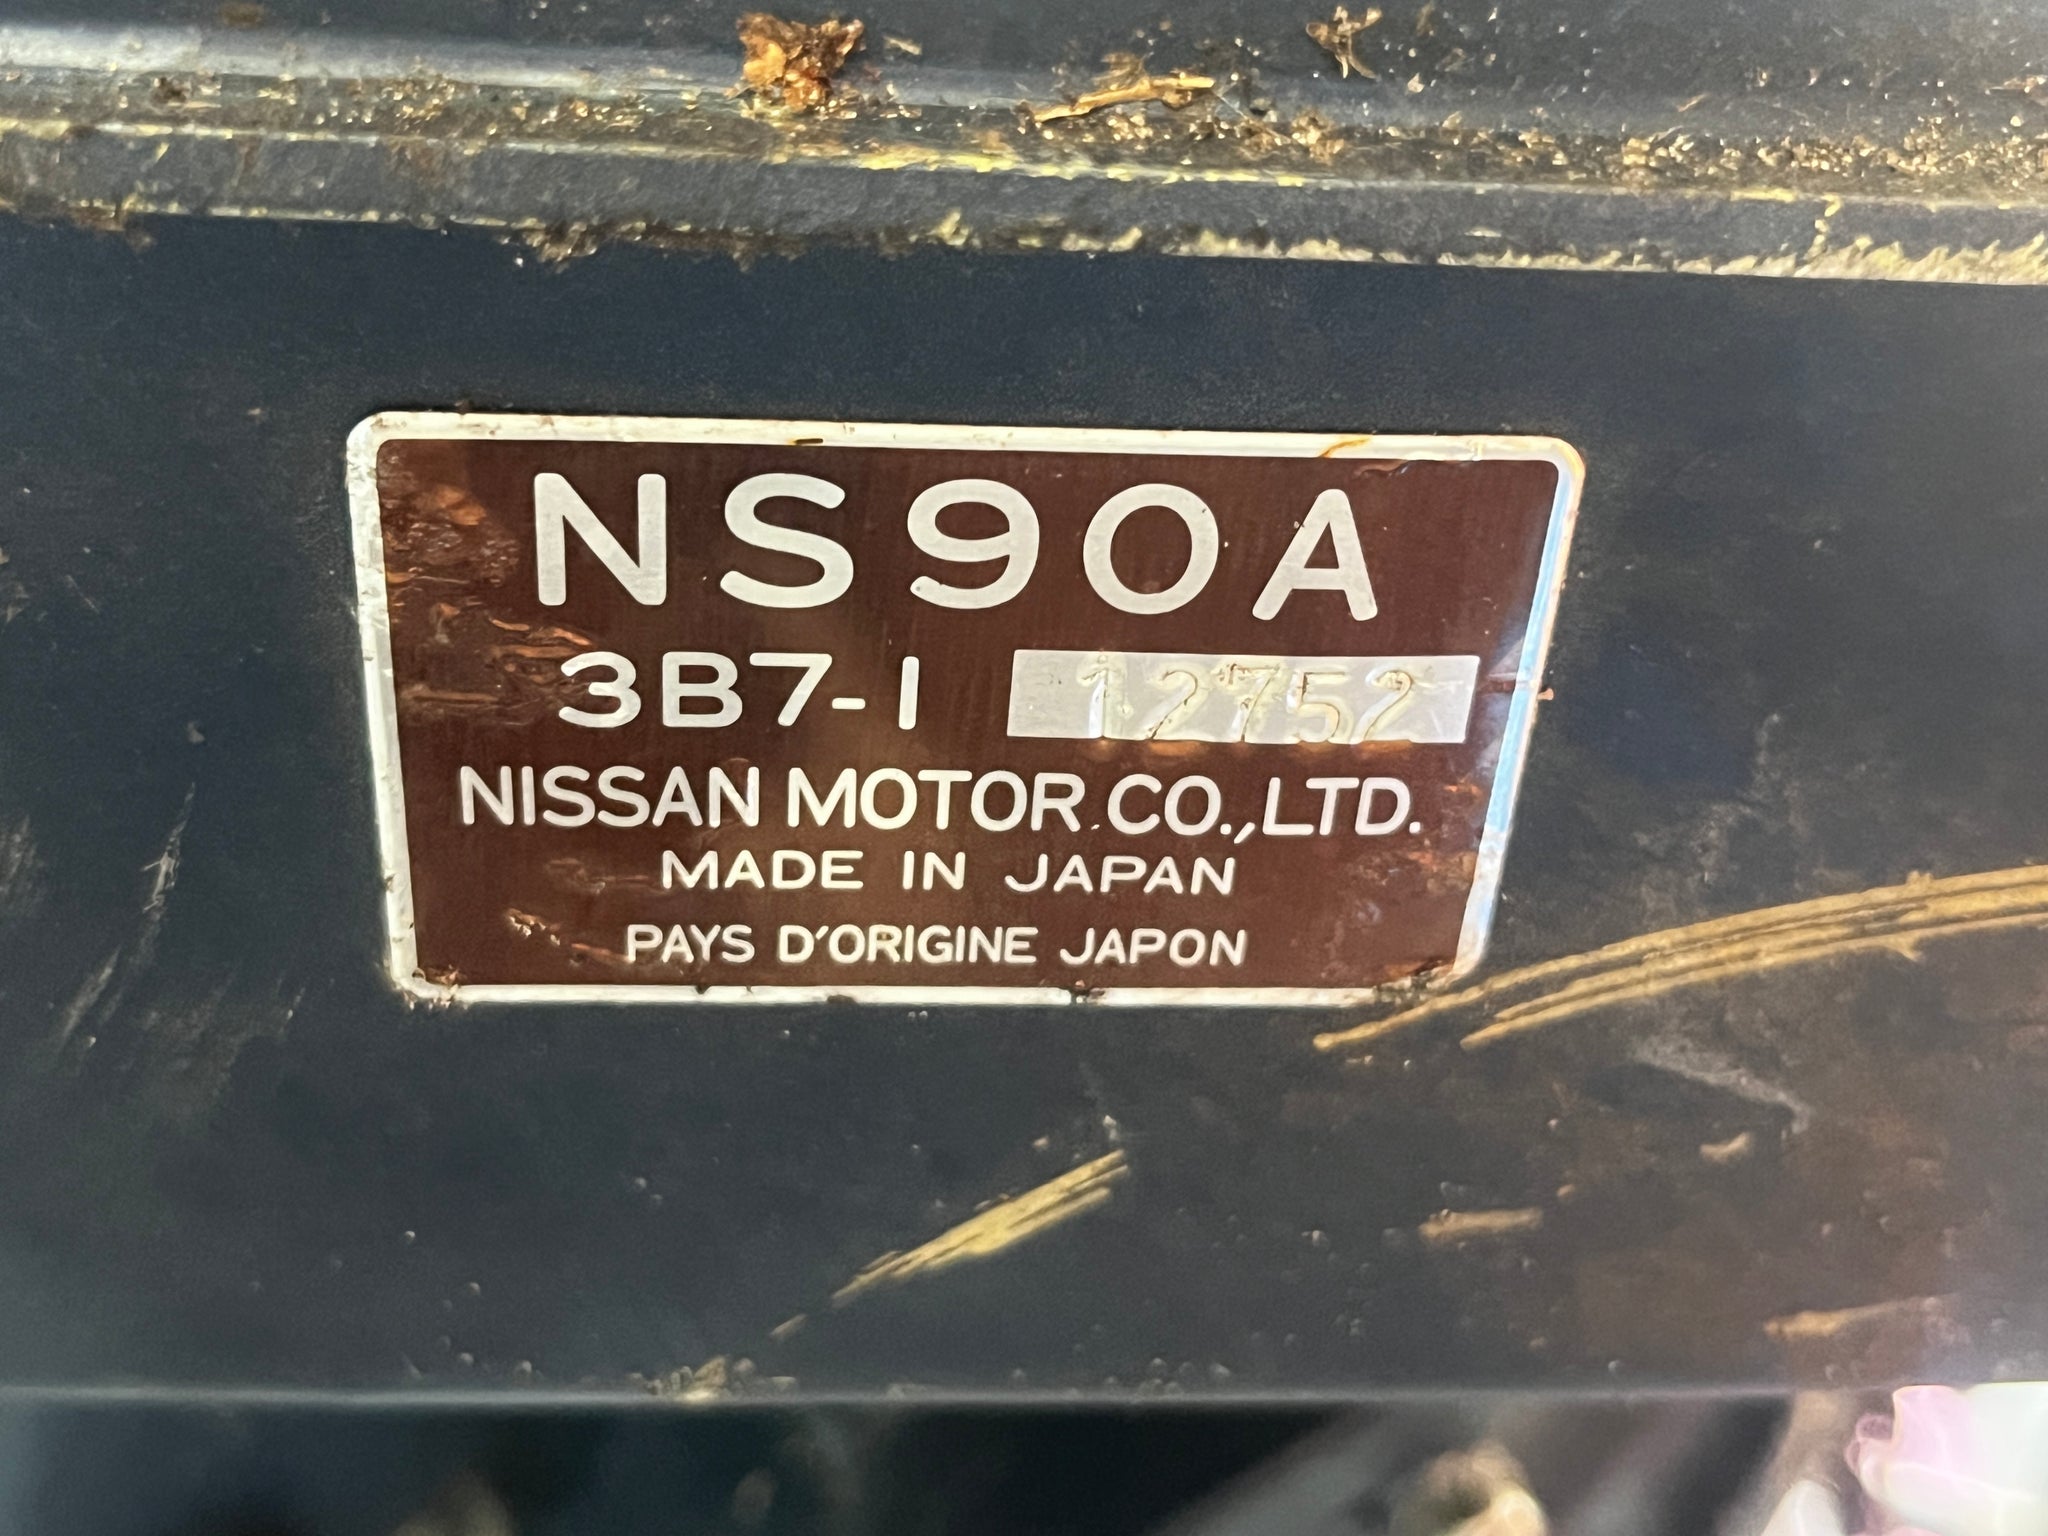 NS90A
3B7-1 12752
NISSAN MOTOR CO., LTD.
MADE IN JAPAN
PAYS D'ORIGINE JAPON